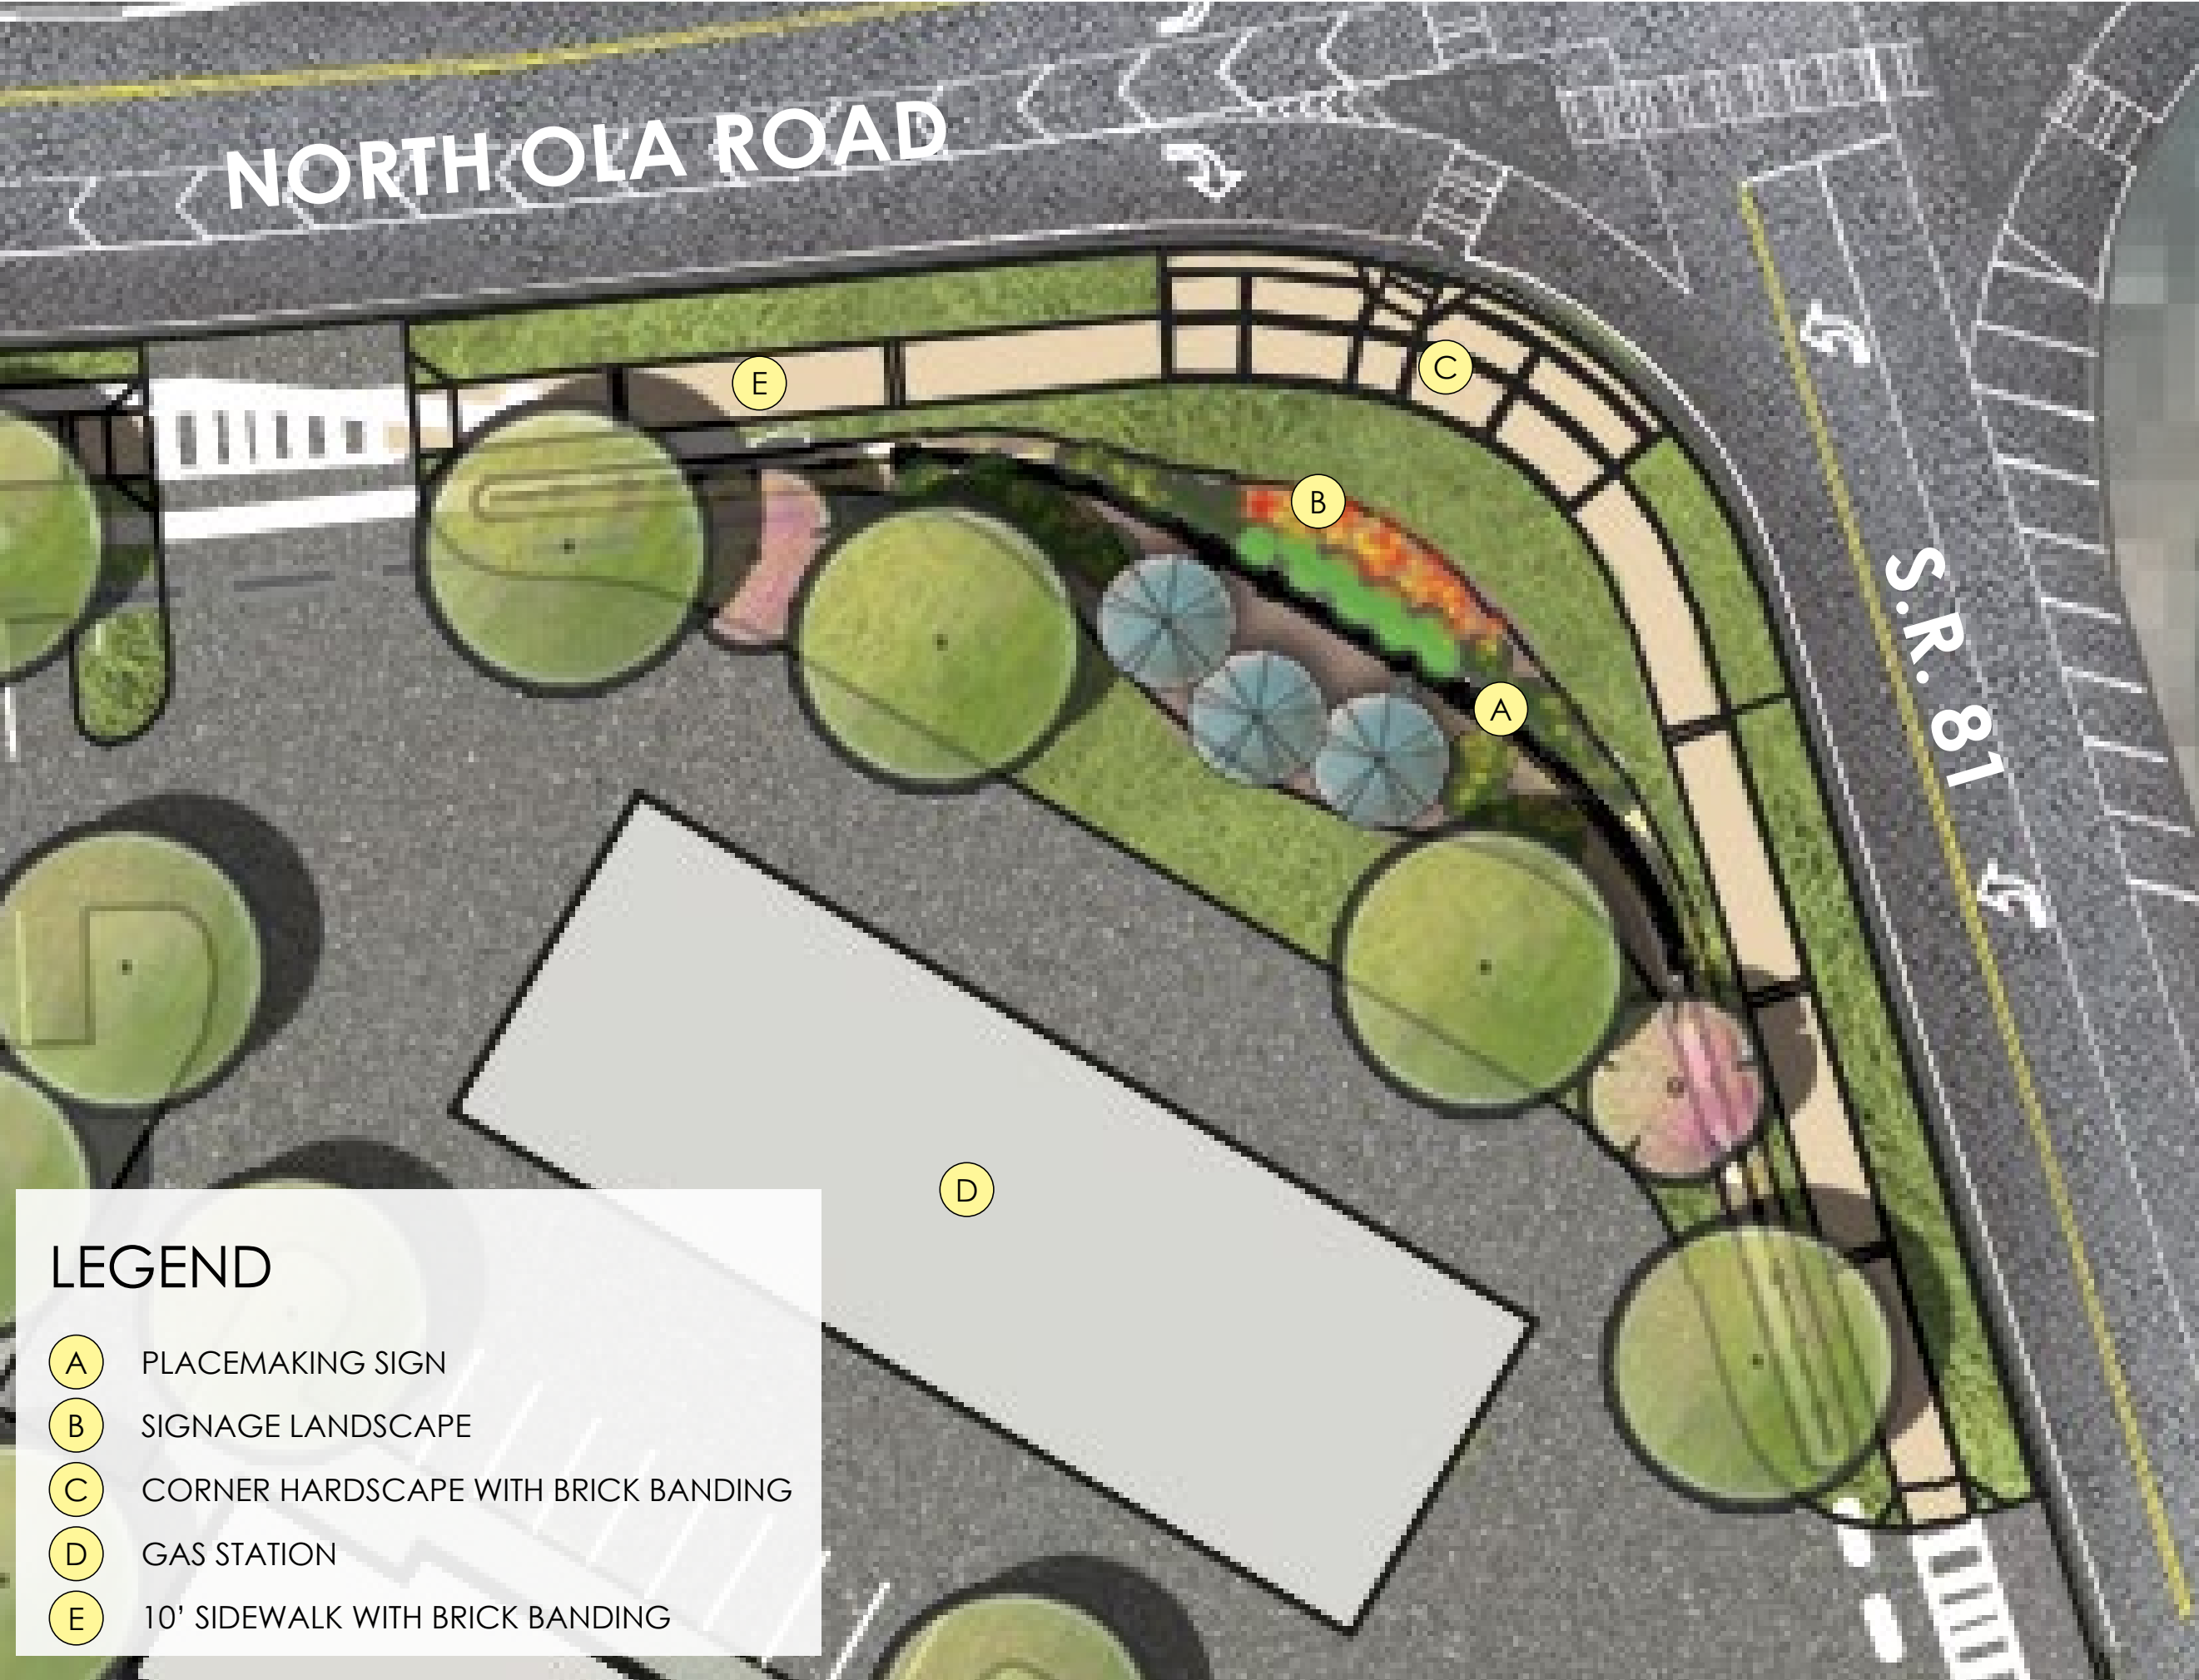 NORTH OLA ROAD
E
C
B
S.R. 81
A
D
LEGEND
A PLACEMAKING SIGN
B SIGNAGE LANDSCAPE
C CORNER HARDSCAPE WITH BRICK BANDING
D GAS STATION
E 10’ SIDEWALK WITH BRICK BANDING